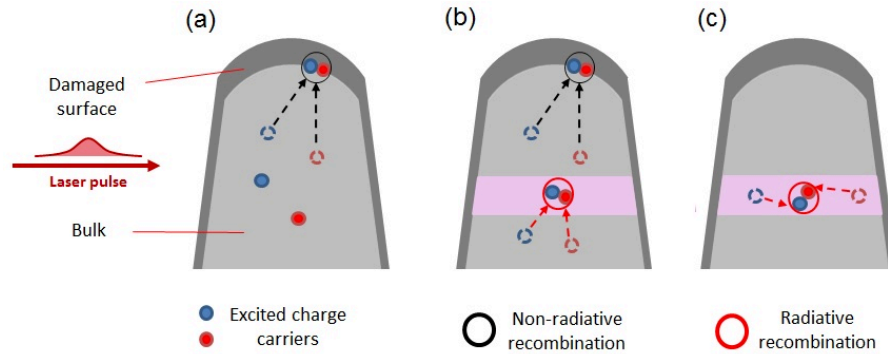 (a)
(b)
(c)
Damaged
surface
Laser pulse
Bulk
Excited charge
carriers
Non-radiative
recombination
Radiative
recombination